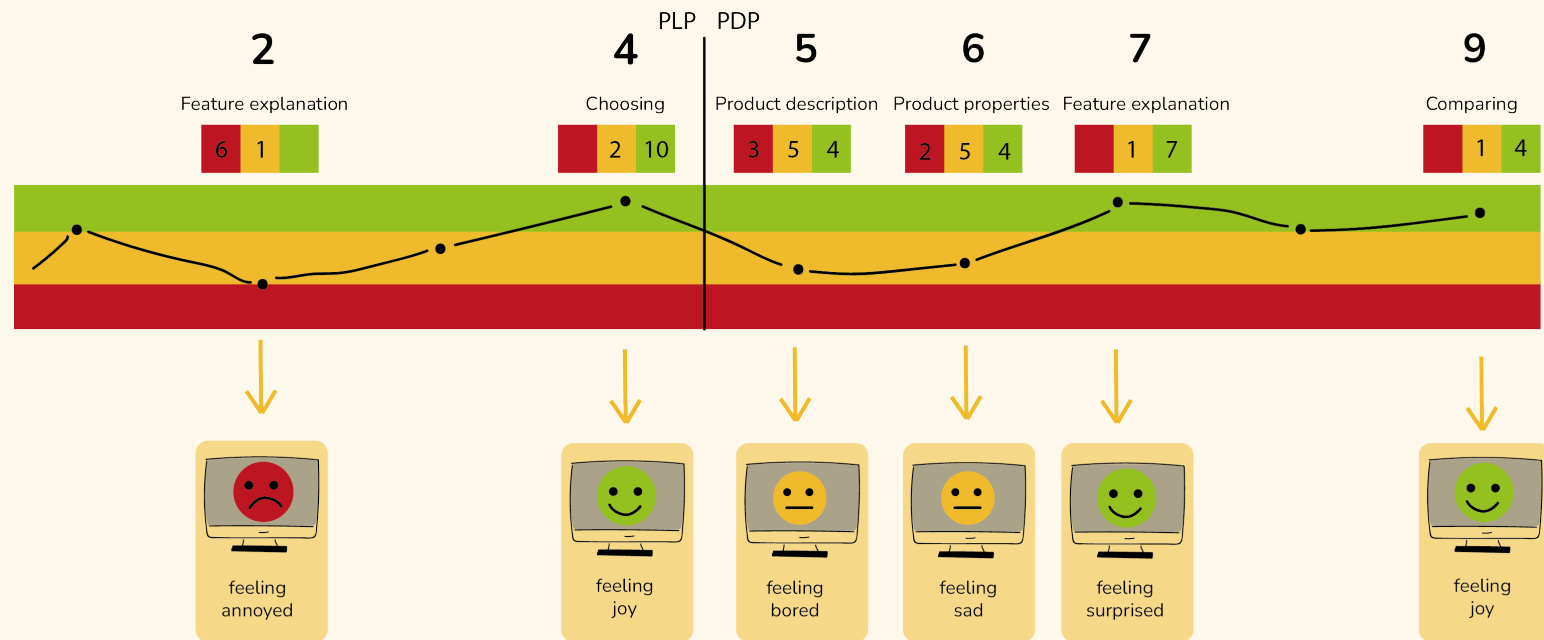 PLP PDP
2 4 5 6 7 9
Feature explanation Choosing Product description Product properties Feature explanation Comparing
6 1 2 10 3 5 4 2 5 4 1 7 1 4
feeling annoyed
feeling joy
feeling bored
feeling sad
feeling surprised
feeling joy